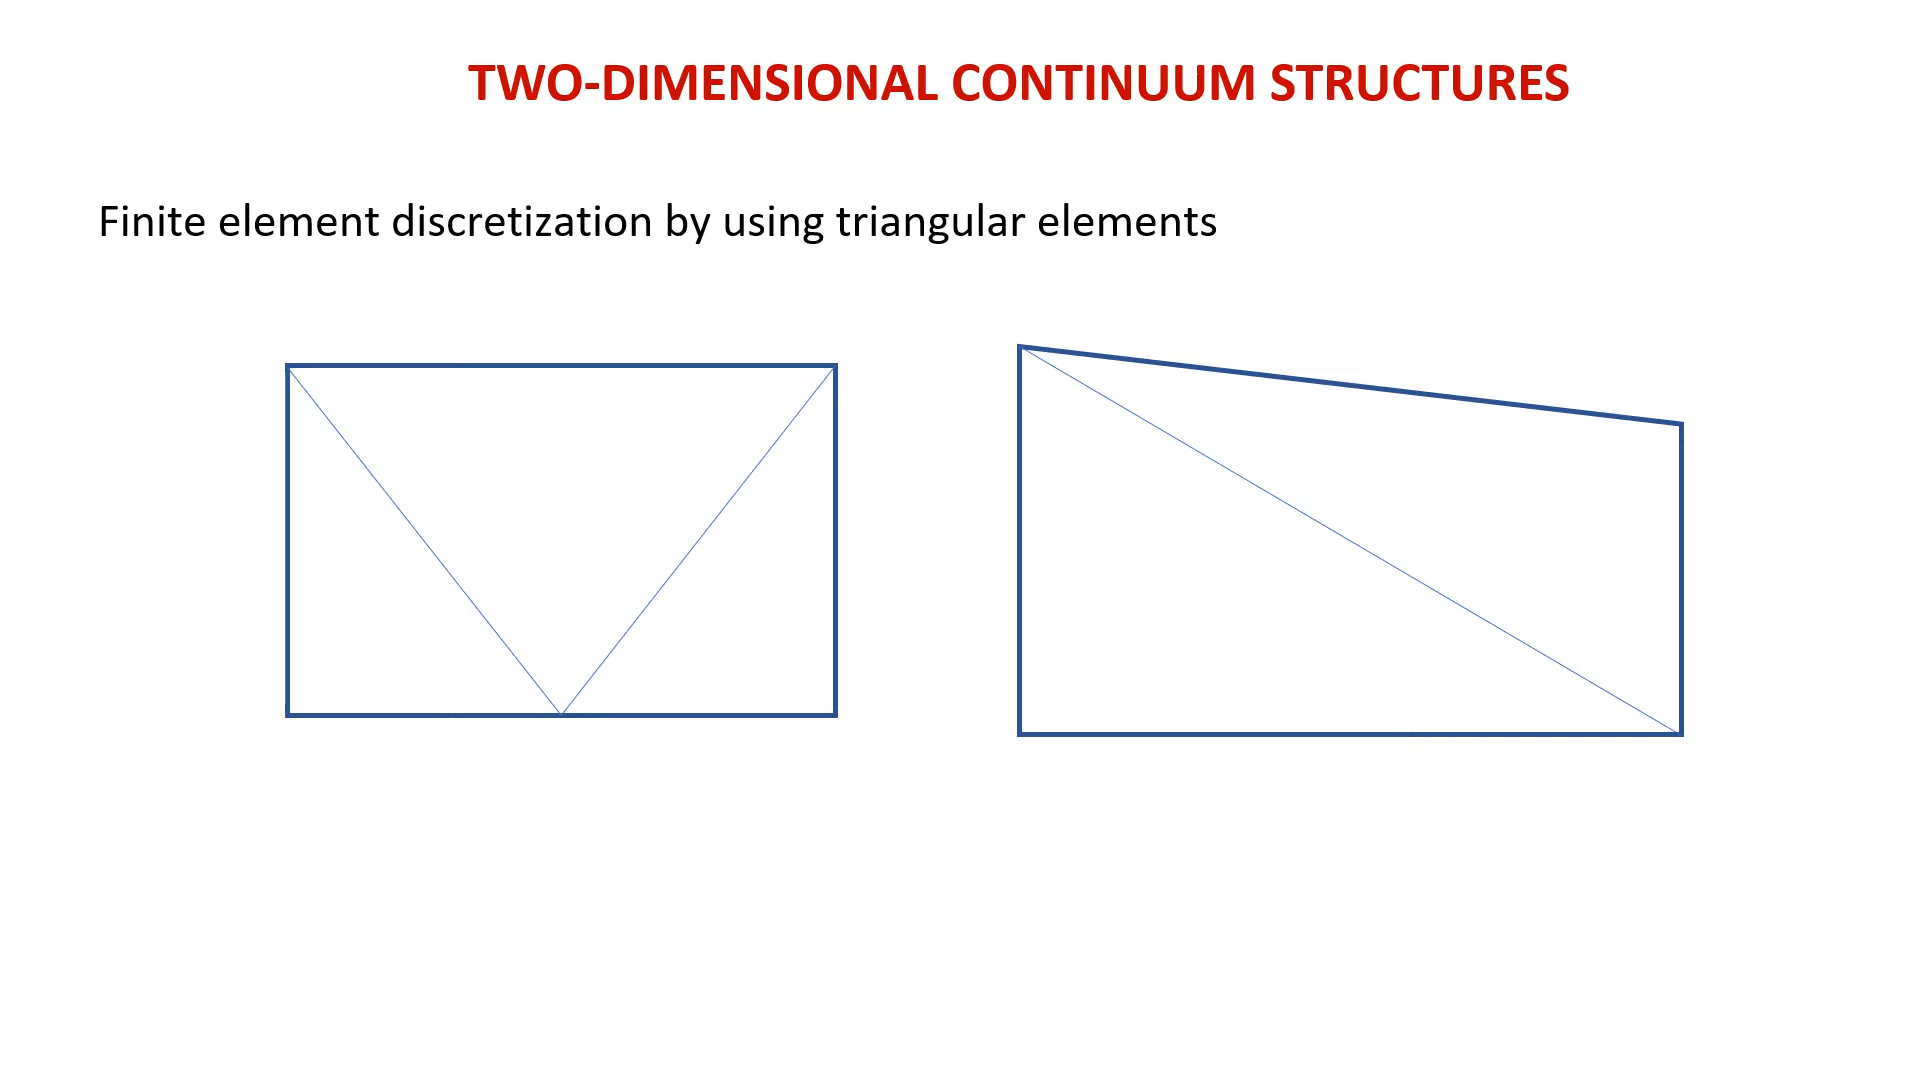 TWO-DIMENSIONAL CONTINUUM STRUCTURES
Finite element discretization by using triangular elements